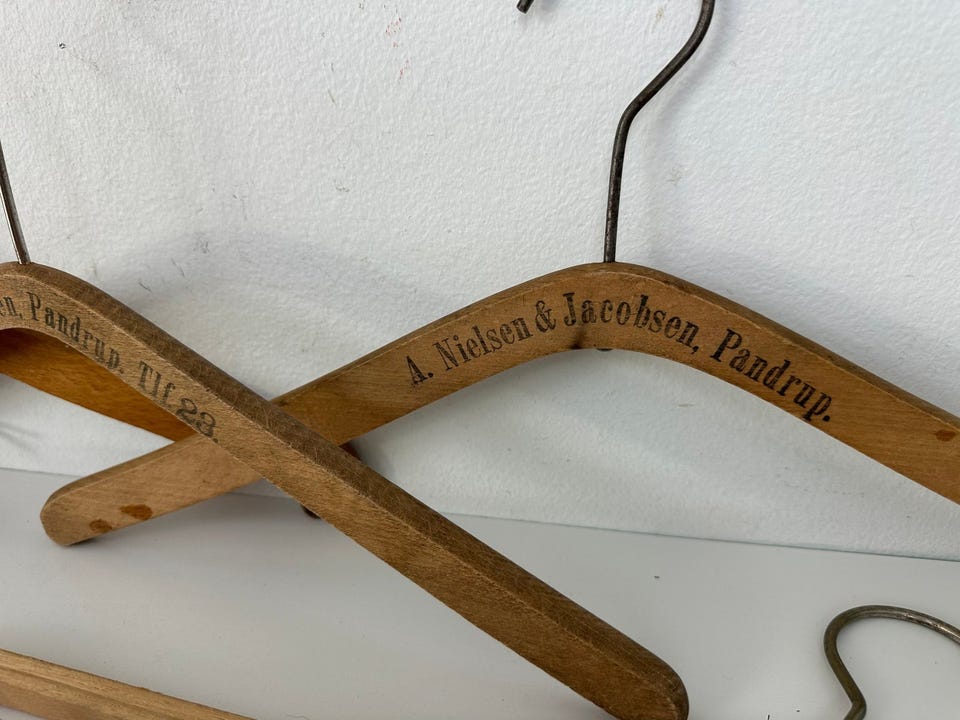 en, Pandrup. Tlf 23.
A. Nielsen & Jacobsen, Pandrup.